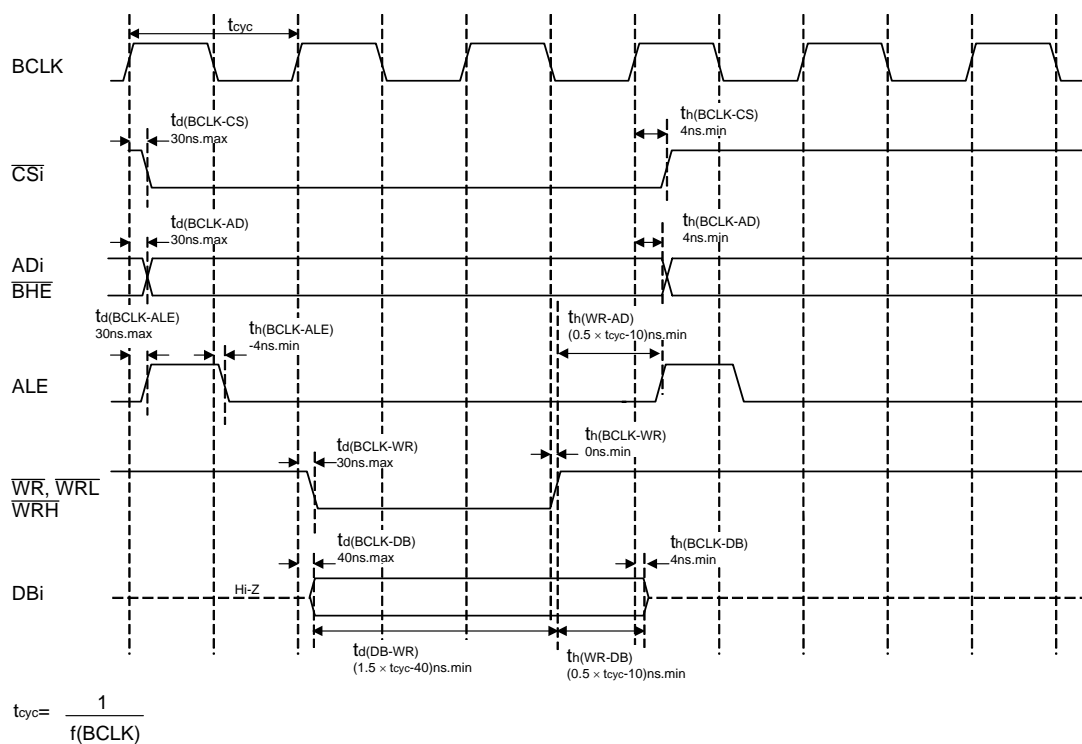 tcyc
BCLK
td(BCLK-CS)
30ns.max
th(BCLK-CS)
4ns.min
CSi
td(BCLK-AD)
30ns.max
th(BCLK-AD)
4ns.min
ADi
BHE
td(BCLK-ALE)
30ns.max
th(BCLK-ALE)
-4ns.min
th(WR-AD)
(0.5 × tcyc-10)ns.min
ALE
td(BCLK-WR)
30ns.max
th(BCLK-WR)
0ns.min
WR, WRL
WRH
td(BCLK-DB)
40ns.max
th(BCLK-DB)
4ns.min
DBi
Hi-Z
td(DB-WR)
(1.5 × tcyc-40)ns.min
th(WR-DB)
(0.5 × tcyc-10)ns.min
tcyc= 1
f(BCLK)